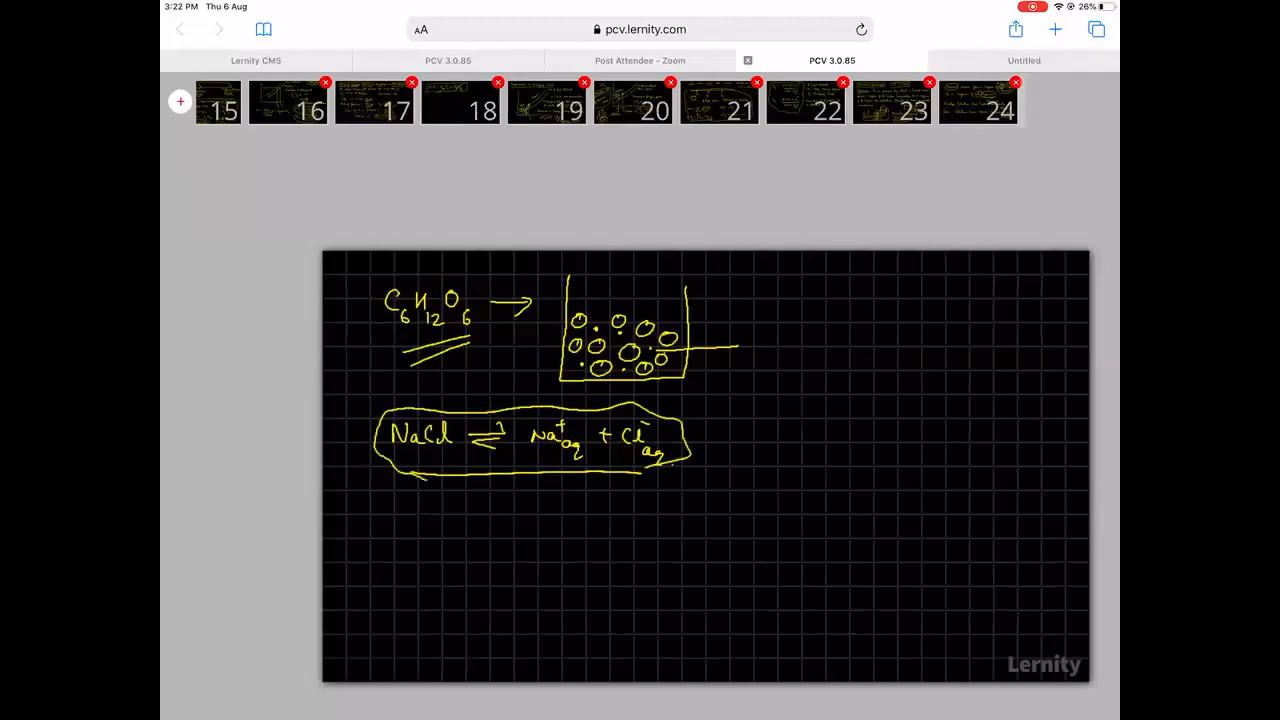 3:22 PM Thu 6 Aug 26%
AA pcv.lernity.com
Lernity CMS PCV 3.0.85 Post Attendee - Zoom PCV 3.0.85 Untitled
15 16 17 18 19 20 21 22 23 24
C6H12O6 →
NaCl ⇌ Na+aq + Cl-aq
Lernity